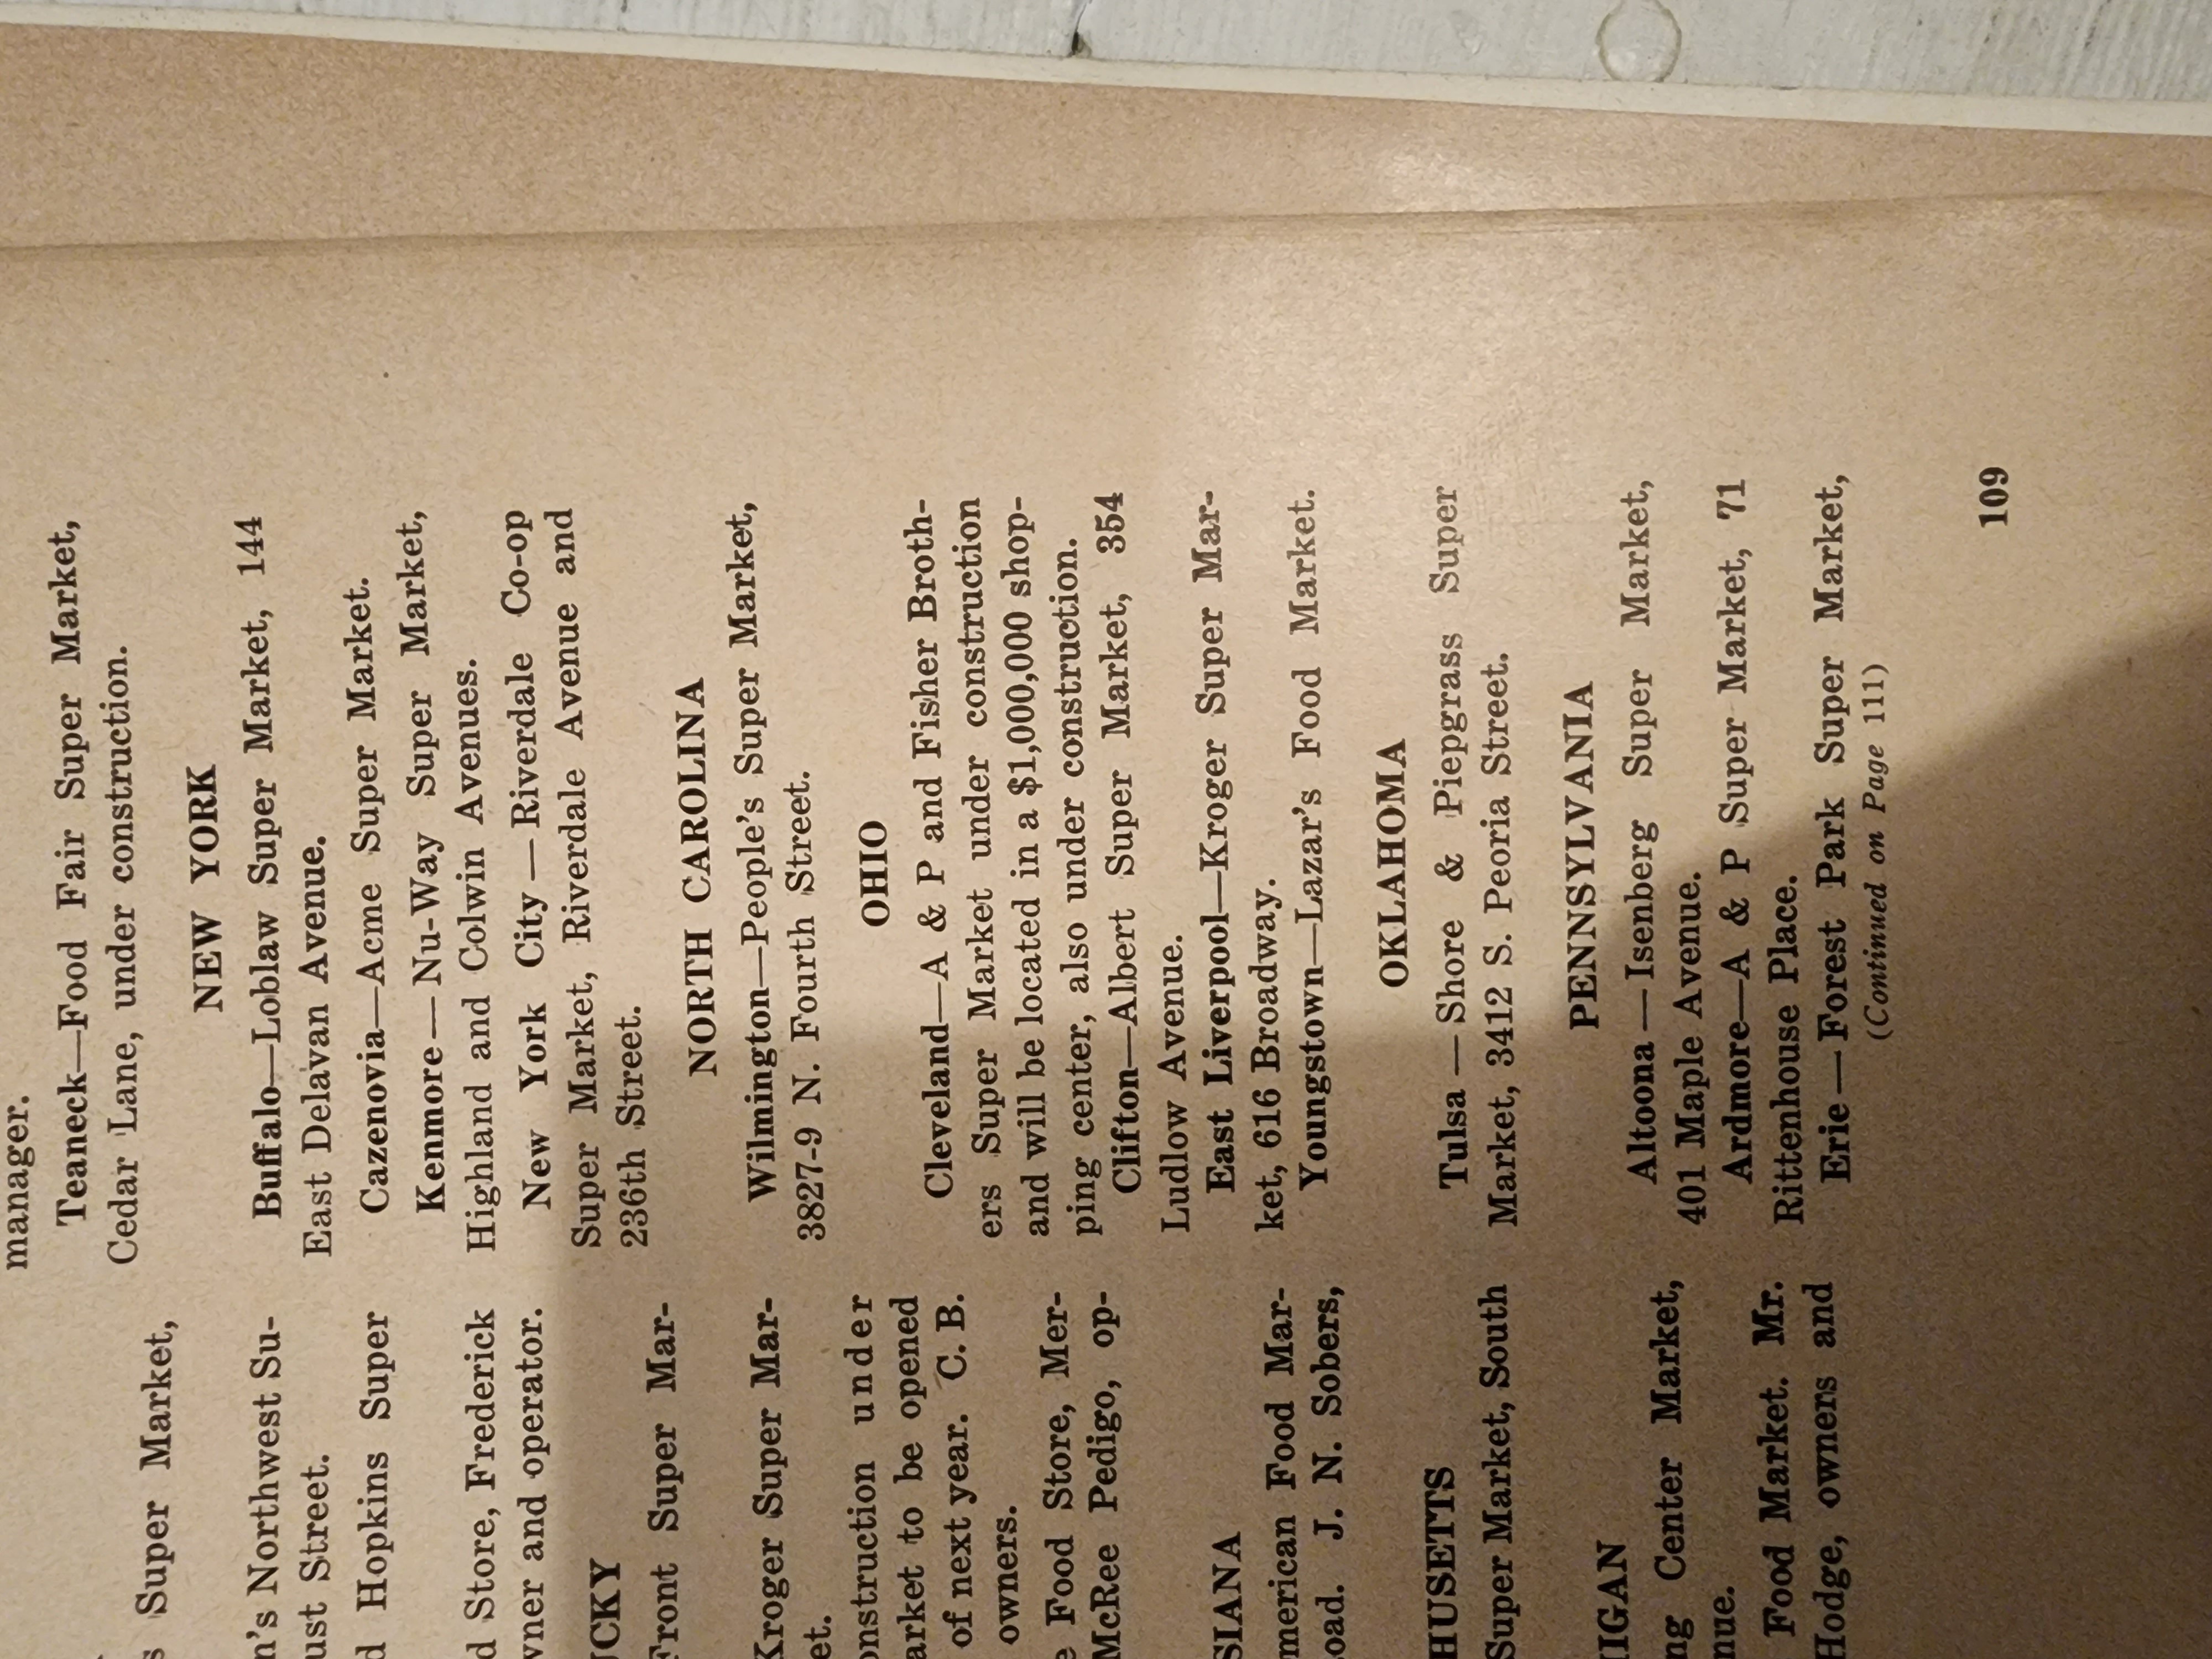 s Super Market,
n's Northwest Su-
ust Street.
d Hopkins Super
d Store, Frederick
wner and operator.
UCKY
Front Super Mar-
Kroger Super Mar-
et.
onstruction under
arket to be opened
of next year. C. B.
owners.
e Food Store, Mer-
McRee Pedigo, op-
SIANA
merican Food Mar-
oad. J. N. Sobers,
HUSETTS
Super Market, South
IGAN
ng Center Market,
nue.
Food Market. Mr.
Hodge, owners and
manager.
Teaneck—Food Fair Super Market,
Cedar Lane, under construction.
NEW YORK
Buffalo—Loblaw Super Market, 144
East Delavan Avenue.
Cazenovia—Acme Super Market.
Kenmore—Nu-Way Super Market,
Highland and Colwin Avenues.
New York City—Riverdale Co-op
Super Market, Riverdale Avenue and
236th Street.
NORTH CAROLINA
Wilmington—People's Super Market,
3827-9 N. Fourth Street.
OHIO
Cleveland—A & P and Fisher Broth-
ers Super Market under construction
and will be located in a $1,000,000 shop-
ping center, also under construction.
Clifton—Albert Super Market, 354
Ludlow Avenue.
East Liverpool—Kroger Super Mar-
ket, 616 Broadway.
Youngstown—Lazar's Food Market.
OKLAHOMA
Tulsa—Shore & Piepgrass Super
Market, 3412 S. Peoria Street.
PENNSYLVANIA
Altoona—Isenberg Super Market,
401 Maple Avenue.
Ardmore—A & P Super Market, 71
Rittenhouse Place.
Erie—Forest Park Super Market,
(Continued on Page 111)
109